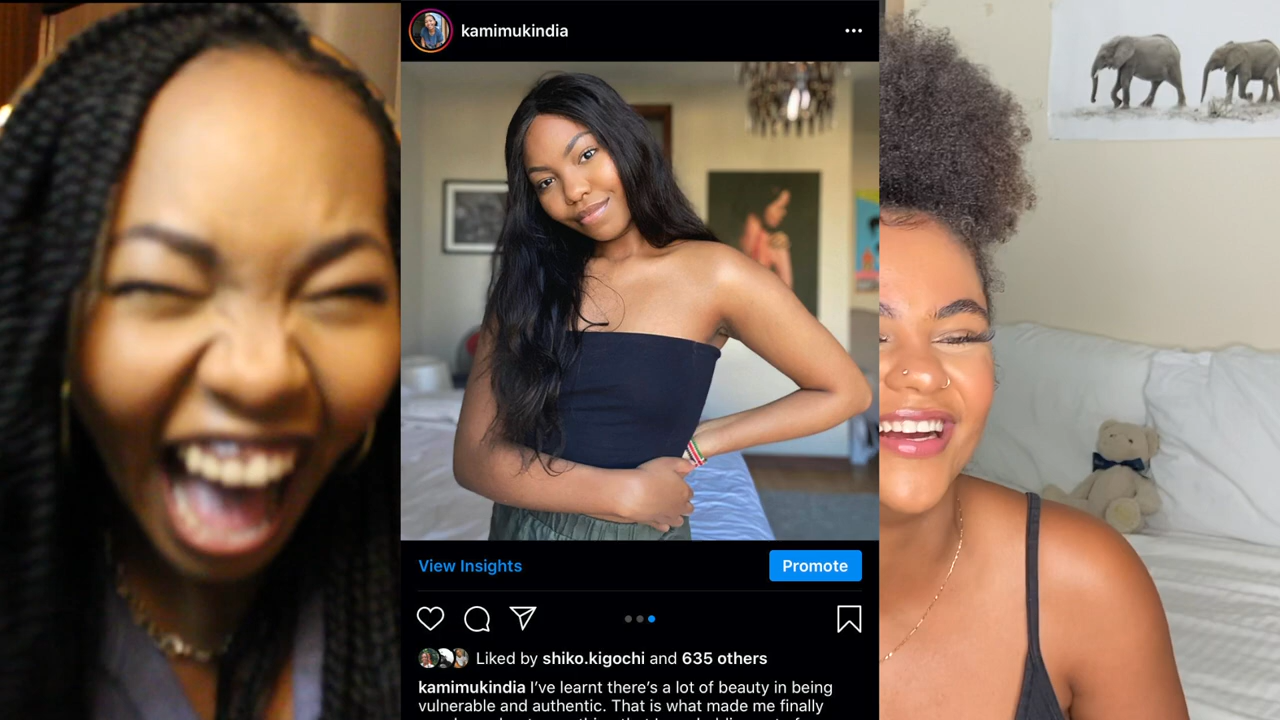 kamimukindia
View Insights
Promote
Liked by shiko.kigochi and 635 others
kamimukindia I’ve learnt there’s a lot of beauty in being
vulnerable and authentic. That is what made me finally